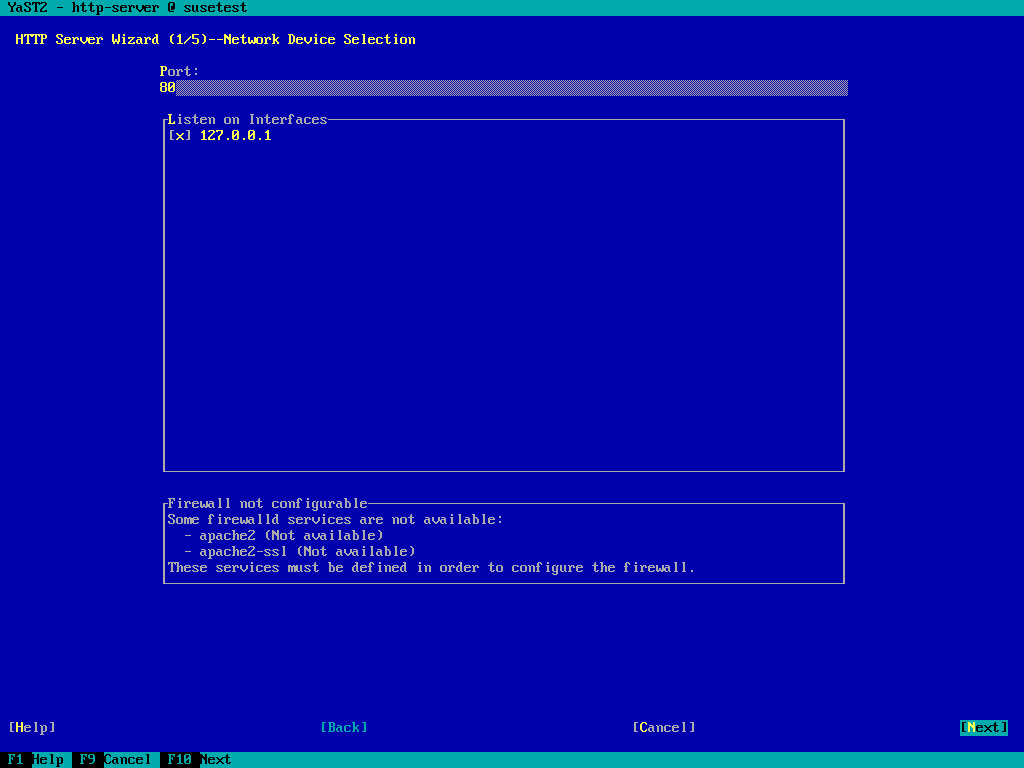 YaST2 - http-server @ susetest
HTTP Server Wizard (1/5)--Network Device Selection
Port:
80
Listen on Interfaces
[x] 127.0.0.1
Firewall not configurable
Some firewalld services are not available:
- apache2 (Not available)
- apache2-ssl (Not available)
These services must be defined in order to configure the firewall.
[Help] [Back] [Cancel] [Next]
F1 Help F9 Cancel F10 Next